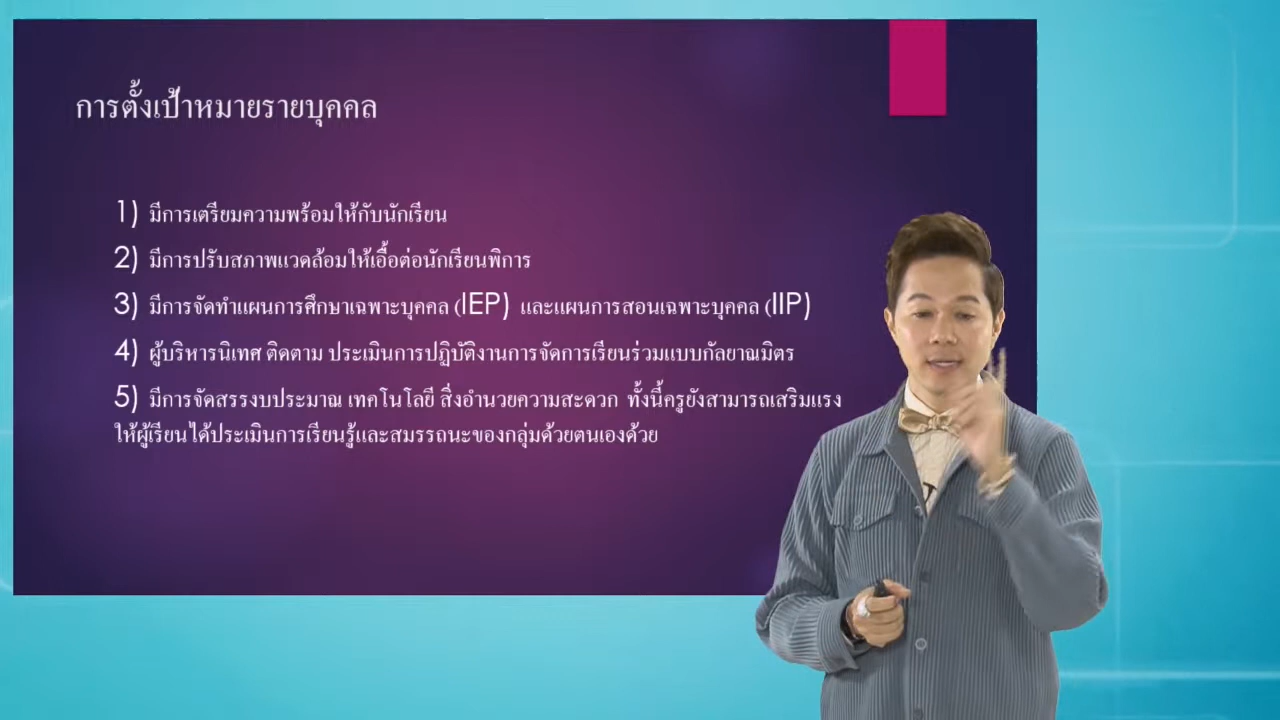 การตั้งเป้าหมายรายบุคคล
1) มีการเตรียมความพร้อมให้กับนักเรียน
2) มีการปรับสภาพแวดล้อมให้เอื้อต่อนักเรียนพิการ
3) มีการจัดทำแผนการศึกษาเฉพาะบุคคล (IEP) และแผนการสอนเฉพาะบุคคล (IIP)
4) ผู้บริหารนิเทศ ติดตาม ประเมินการปฏิบัติงานการจัดการเรียนร่วมแบบกัลยาณมิตร
5) มีการจัดสรรงบประมาณ เทคโนโลยี สิ่งอำนวยความสะดวก ทั้งนี้ครูยังสามารถเสริมแรง
ให้ผู้เรียนได้ประเมินการเรียนรู้และสมรรถนะของกลุ่มด้วยตนเองด้วย